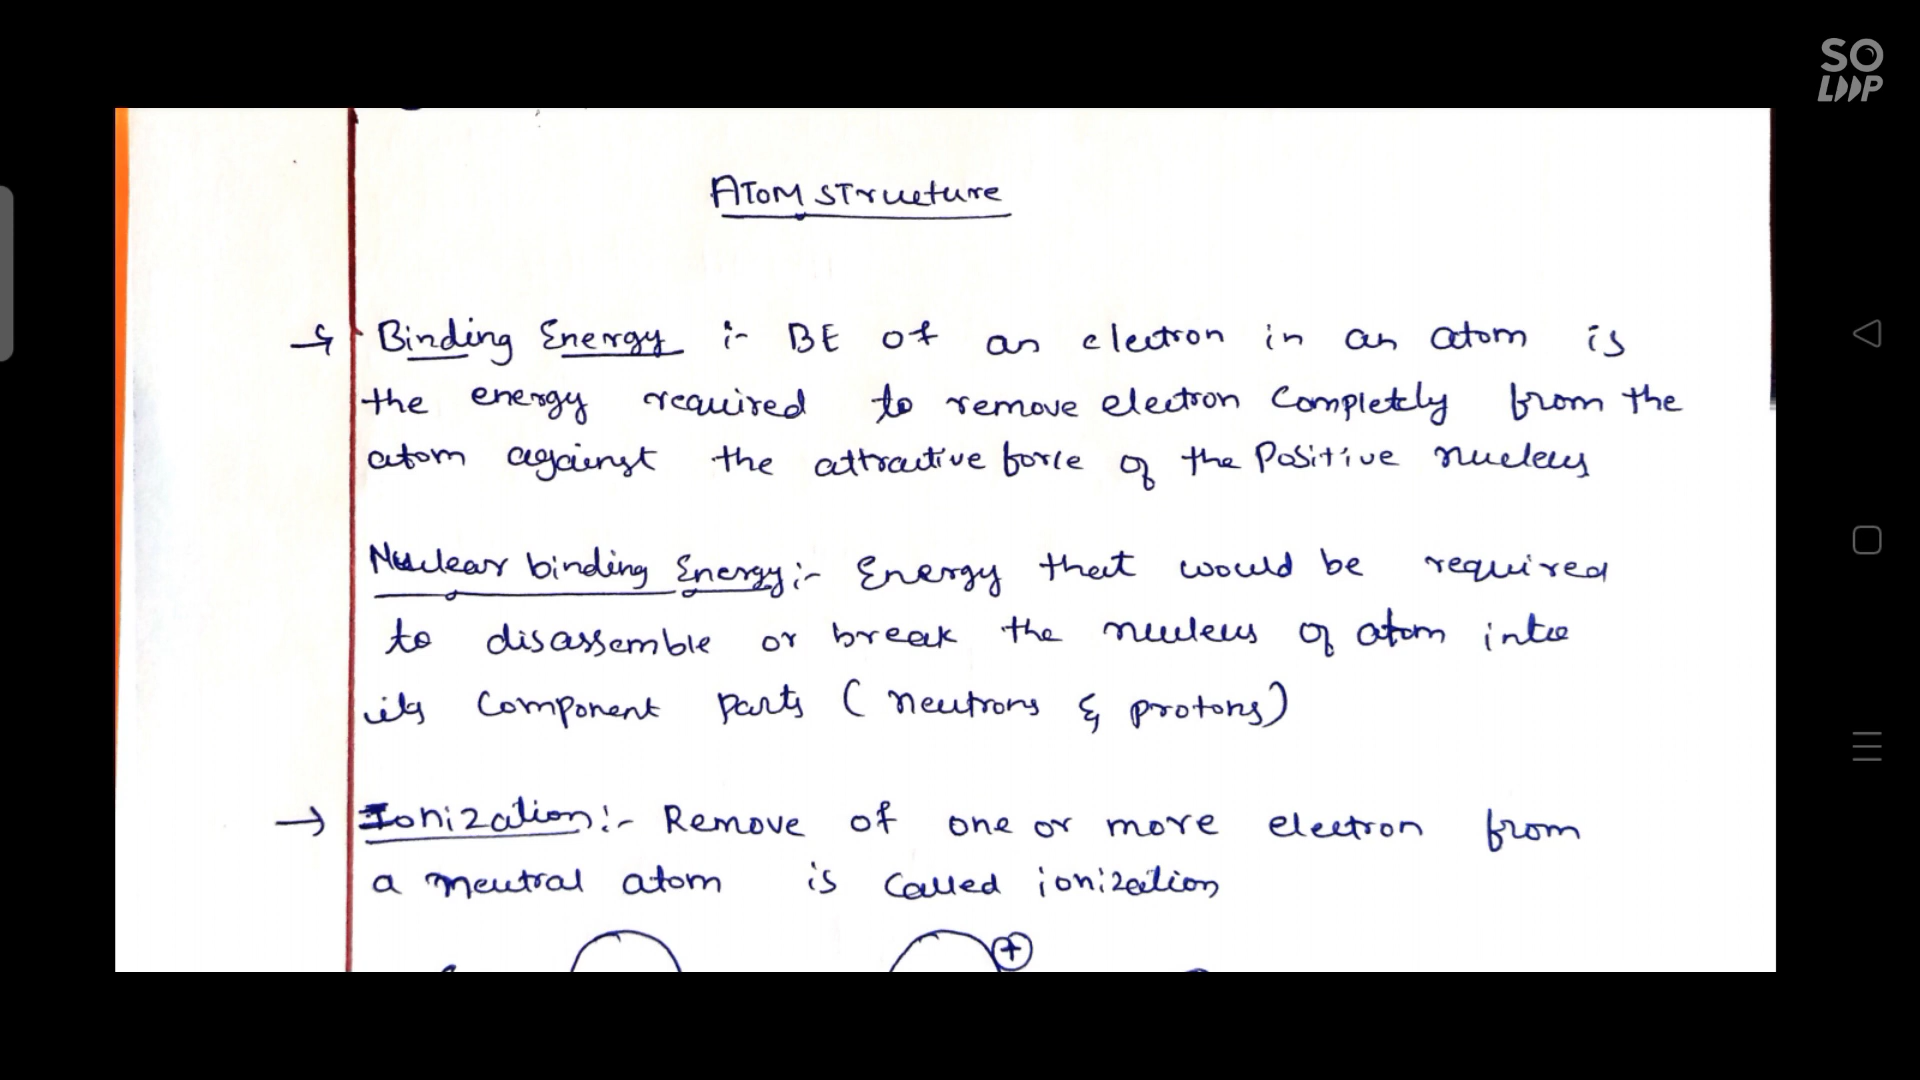 SO
LOOP
ATOM STructure
→ Binding Energy :- BE of an electron in an atom is
the energy required to remove electron Completly from the
atom against the attractive force of the Positive nucleus
Nuclear binding Energy :- Energy that would be required
to disassemble or break the nucleus of atom into
its Component Parts ( neutrons & protons)
→ Ionization :- Remove of one or more electron from
a neutral atom is Called ionization
+